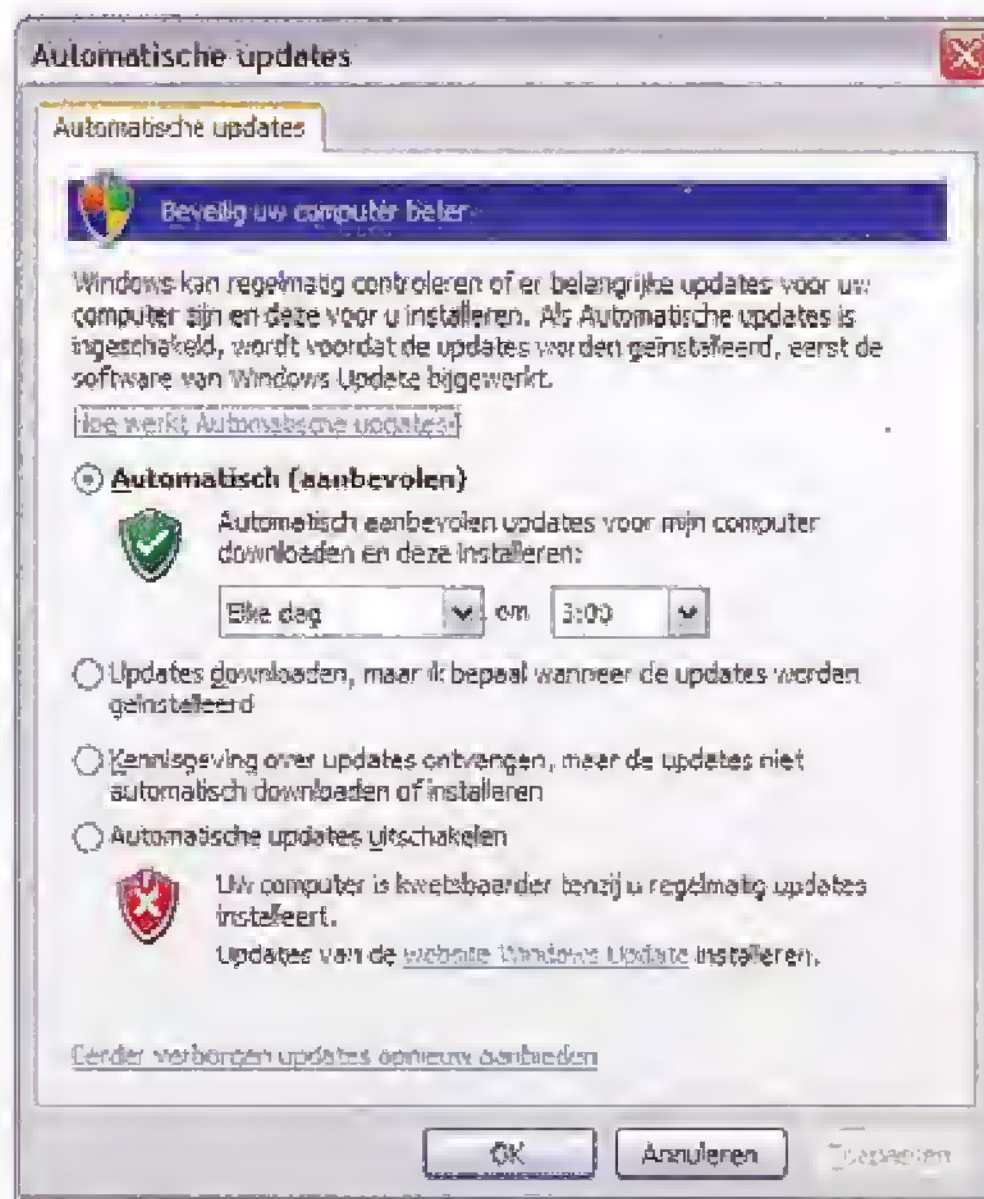 Automatische updates
Automatische updates
Beveilig uw computer beter
Windows kan regelmatig controleren of er belangrijke updates voor uw
computer zijn en deze voor u installeren. Als Automatische updates is
ingeschakeld, wordt voordat de updates worden geïnstalleerd, eerst de
software van Windows Update bijgewerkt.
Hoe werkt Automatische updates?
Automatisch (aanbevolen)
Automatisch aanbevolen updates voor mijn computer
downloaden en deze installeren:
Elke dag om 3:00
Updates downloaden, maar ik bepaal wanneer de updates worden
geïnstalleerd
Kennisgeving over updates ontvangen, maar de updates niet
automatisch downloaden of installeren
Automatische updates uitschakelen
Uw computer is kwetsbaarder tenzij u regelmatig updates
installeert.
Updates van de website Windows Update installeren.
Eerder verborgen updates opnieuw aanbieden
OK Annuleren Toepassen